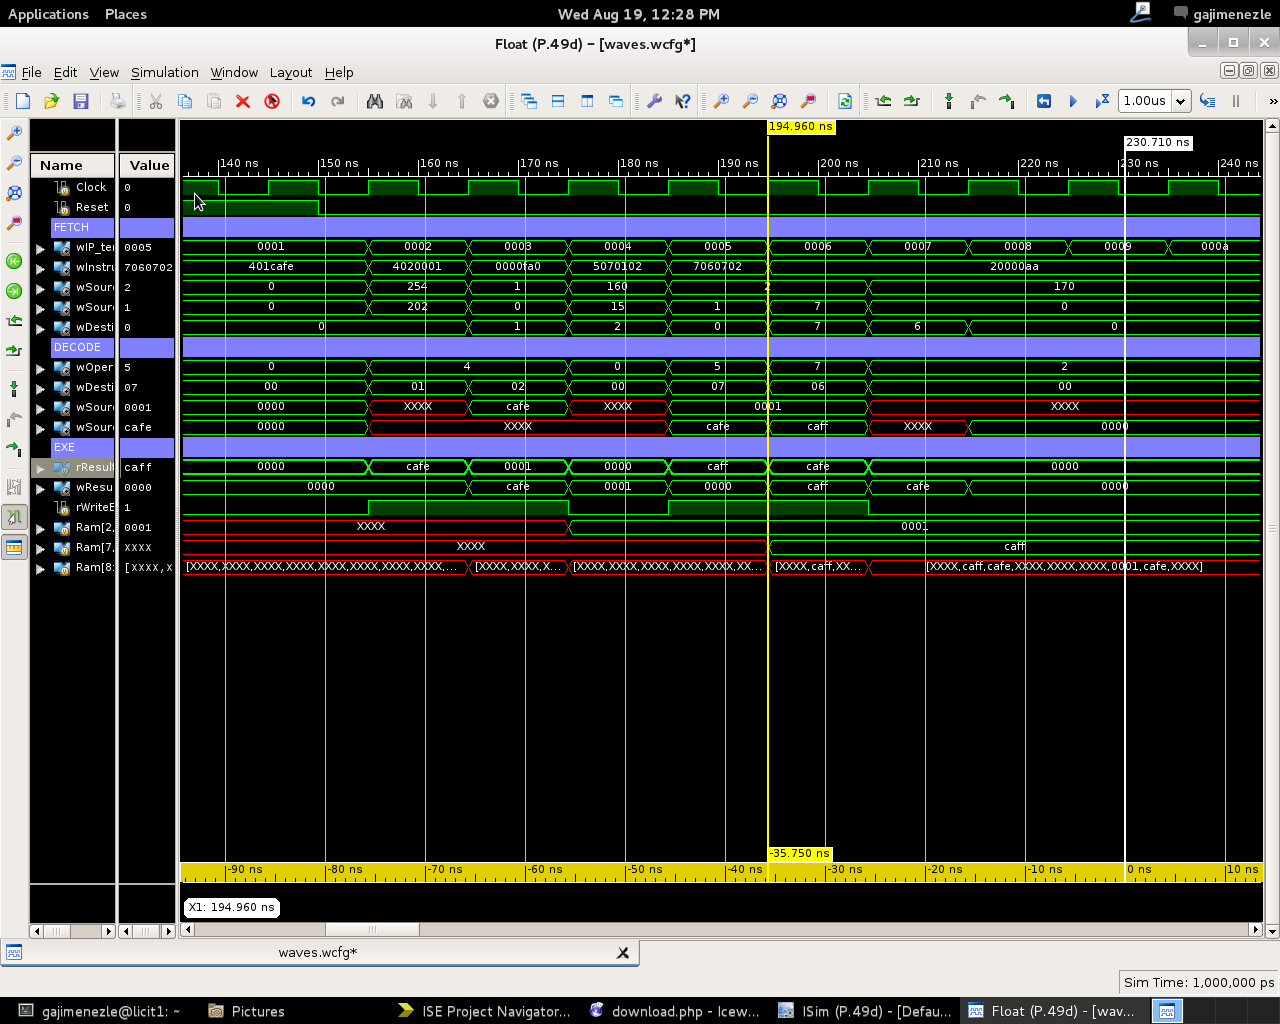 Applications Places Wed Aug 19, 12:28 PM gajimenezle
Float (P.49d) – [waves.wcfg*]
File Edit View Simulation Window Layout Help
1.00us »
194.960 ns
230.710 ns
Name Value 140 ns 150 ns 160 ns 170 ns 180 ns 190 ns 200 ns 210 ns 220 ns 230 ns 240 ns
Clock 0
Reset 0
FETCH
wIP_te 0005 0001 0002 0003 0004 0005 0006 0007 0008 0009 000a
wInstru 7060702 401cafe 4020001 0000fa0 5070102 7060702 20000aa
wSour 2 0 254 1 160 2 170
wSour 1 0 202 0 15 1 7 0
wDesti 0 0 1 2 0 7 6 0
DECODE
wOper 5 0 4 0 5 7 2
wDesti 07 00 01 02 00 07 06 00
wSour 0001 0000 XXXX cafe XXXX 0001 XXXX
wSour cafe 0000 XXXX cafe caff XXXX 0000
EXE
rResul caff 0000 cafe 0001 0000 caff cafe 0000
wResu 0000 0000 cafe 0001 0000 caff cafe 0000
rWriteE 1
Ram[2, 0001 XXXX 0001
Ram[7, XXXX XXXX caff
Ram[8: [XXXX,X [XXXX,XXXX,XXXX,XXXX,XXXX,XXXX,XXXX,XXXX,... [XXXX,XXXX,X... [XXXX,XXXX,XXXX,XXXX,XXXX,XX... [XXXX,caff,XX... [XXXX,caff,cafe,XXXX,XXXX,XXXX,0001,cafe,XXXX]
-35.750 ns
-90 ns -80 ns -70 ns -60 ns -50 ns -40 ns -30 ns -20 ns -10 ns 0 ns 10 ns
X1: 194.960 ns
waves.wcfg*
Sim Time: 1,000,000 ps
gajimenezle@licit1: ~ Pictures ISE Project Navigator... download.php - Icew... ISim (P.49d) - [Defau... Float (P.49d) - [wav...